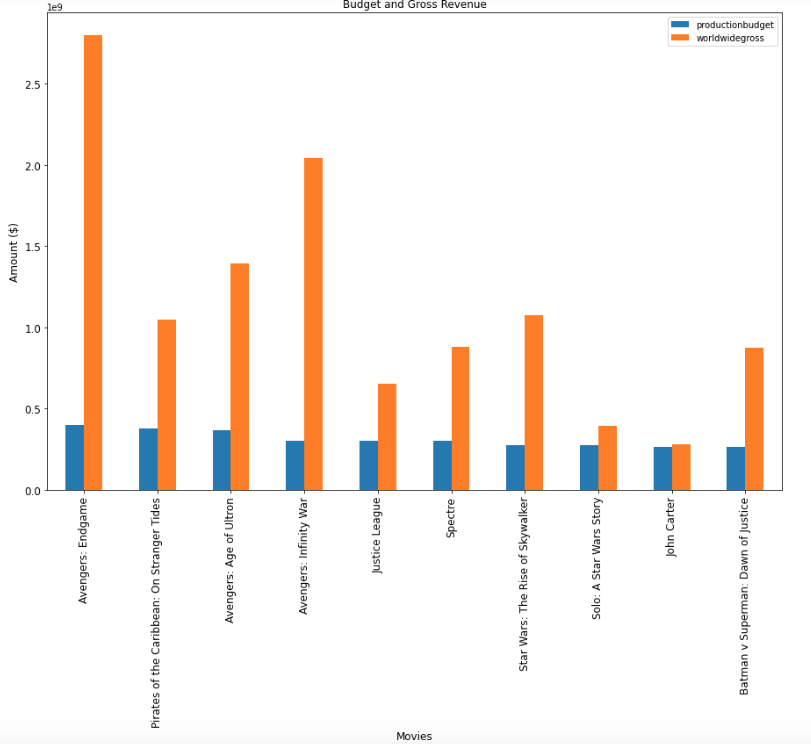 Budget and Gross Revenue
1e9
productionbudget
worldwidegross
2.5
2.0
1.5
1.0
0.5
0.0
Amount ($)
Avengers: Endgame
Pirates of the Caribbean: On Stranger Tides
Avengers: Age of Ultron
Avengers: Infinity War
Justice League
Spectre
Star Wars: The Rise of Skywalker
Solo: A Star Wars Story
John Carter
Batman v Superman: Dawn of Justice
Movies